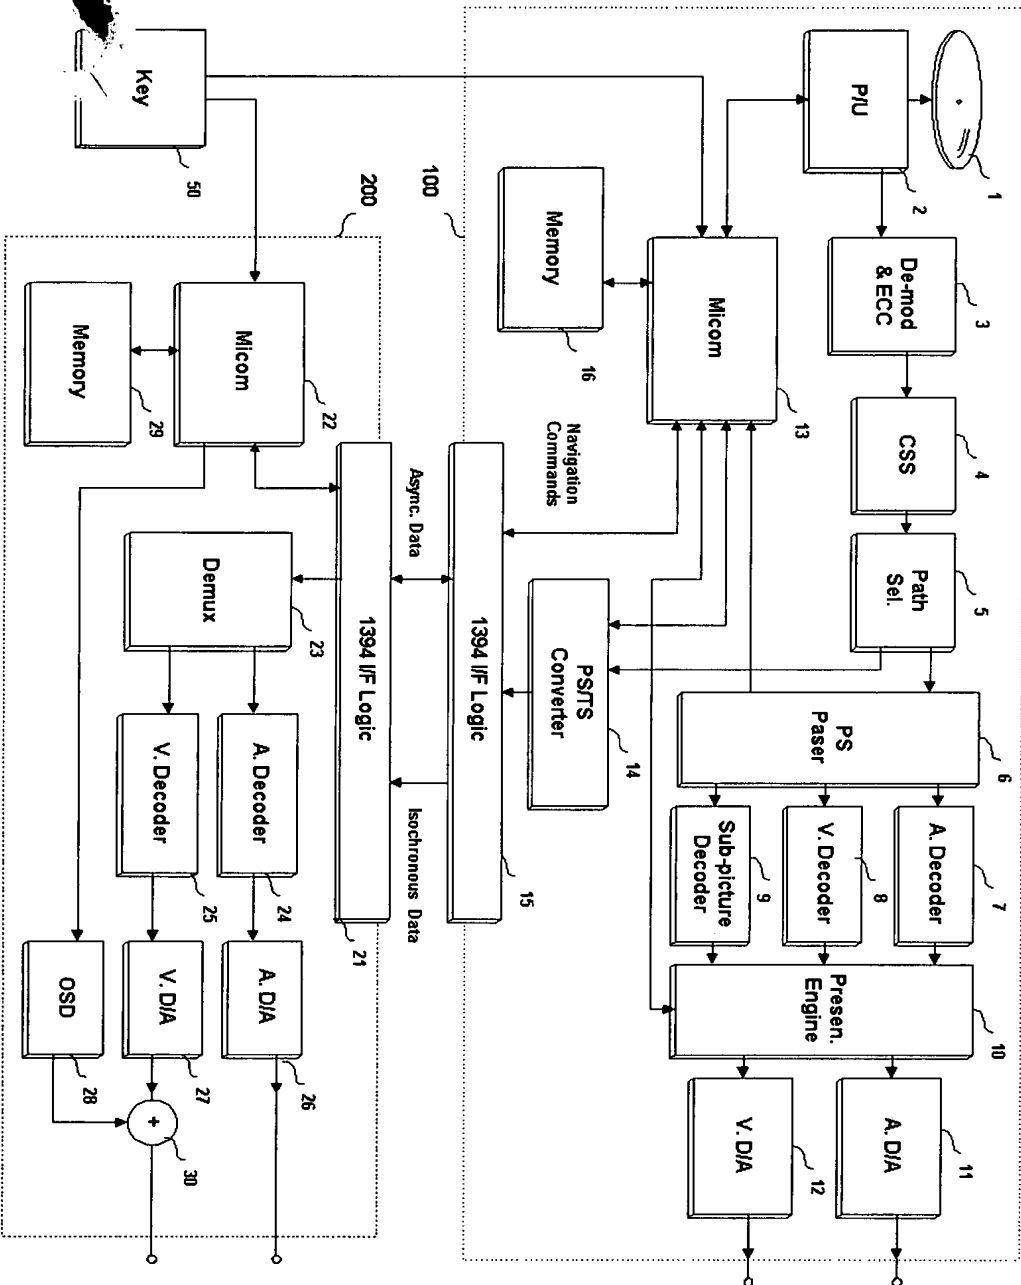 1
P/U
2
De-mod
& ECC
3
CSS
4
Path
Sel.
5
PS
Paser
6
A. Decoder
7
V. Decoder
8
Sub-picture
Decoder
9
Presen.
Engine
10
A. D/A
11
V. D/A
12
Micom
13
Memory
16
Navigation
Commands
PS/TS
Converter
14
100
1394 I/F Logic
15
Async. Data
Isochronous Data
Key
50
200
1394 I/F Logic
21
Micom
22
Memory
29
Demux
23
A. Decoder
24
V. Decoder
25
A. D/A
26
V. D/A
27
OSD
28
+
30